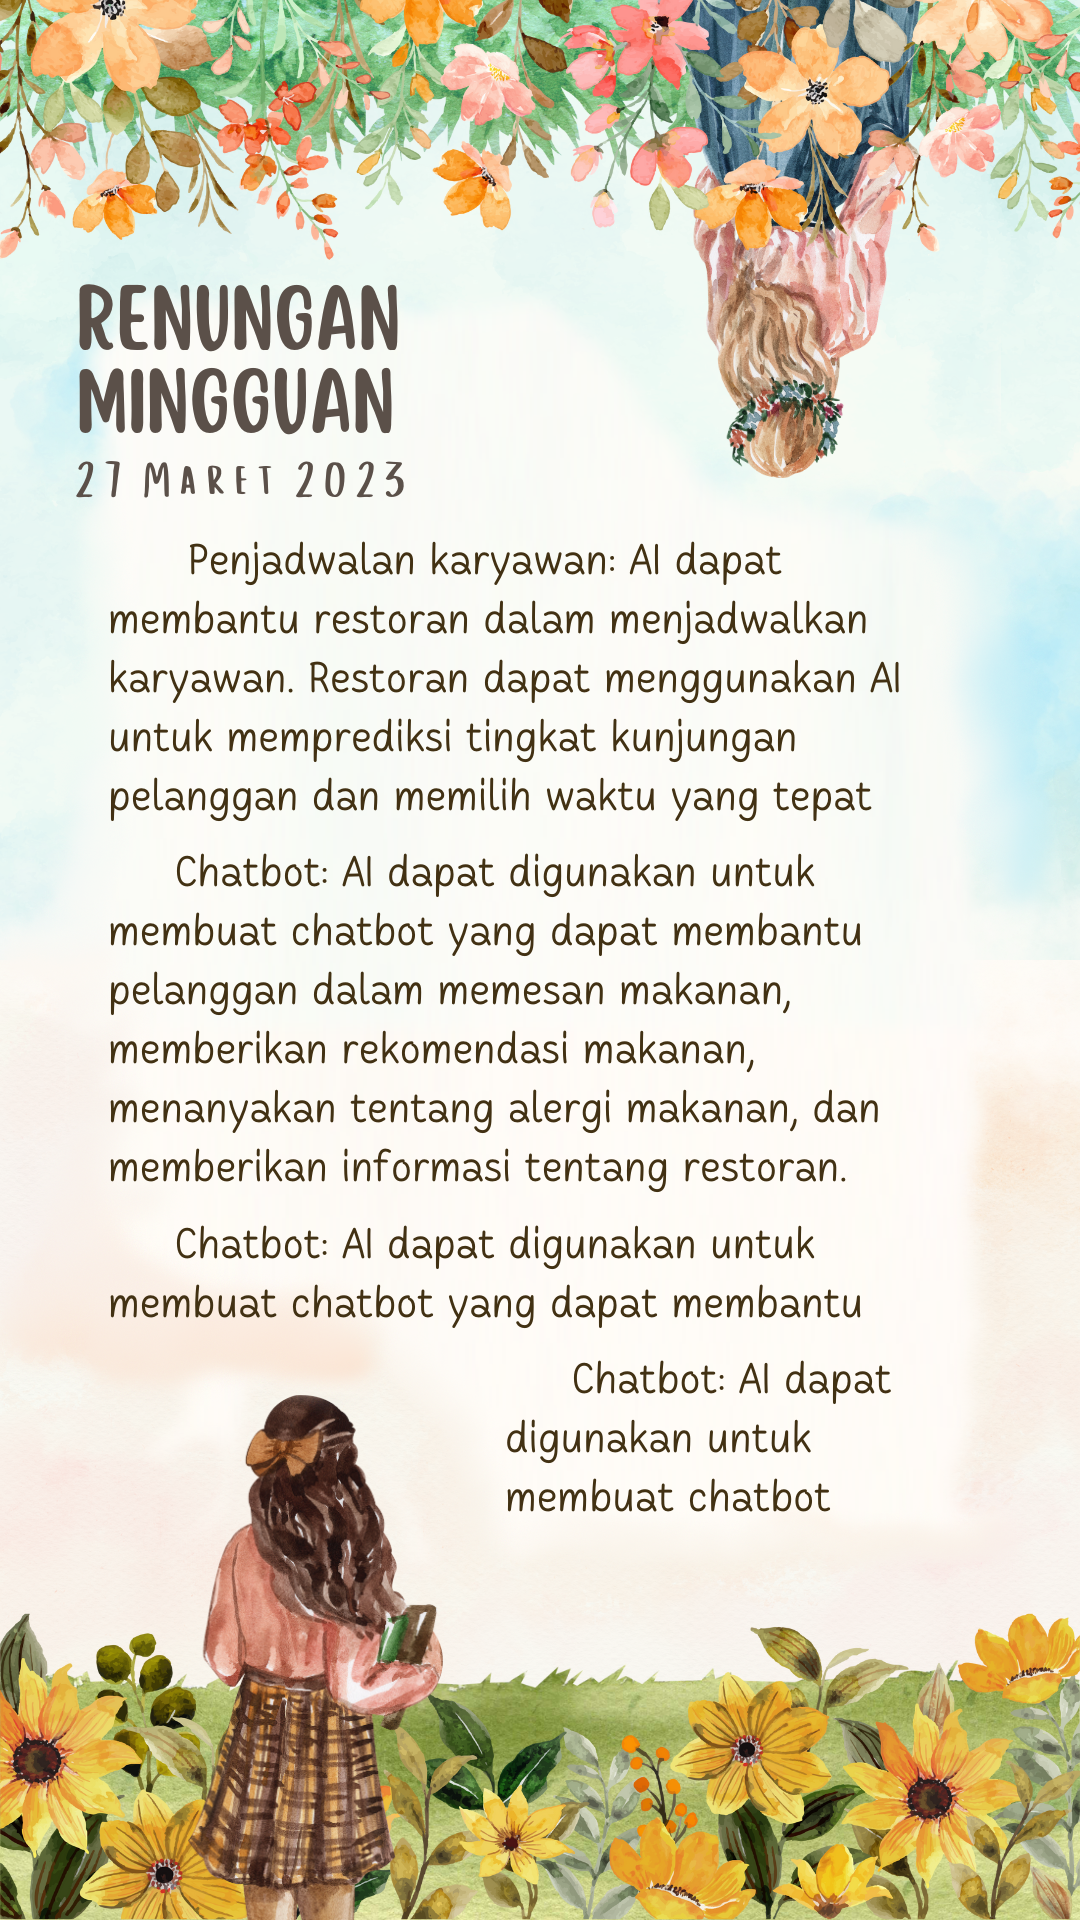 RENUNGAN
MINGGUAN
27 MARET 2023
Penjadwalan karyawan: AI dapat
membantu restoran dalam menjadwalkan
karyawan. Restoran dapat menggunakan AI
untuk memprediksi tingkat kunjungan
pelanggan dan memilih waktu yang tepat
Chatbot: AI dapat digunakan untuk
membuat chatbot yang dapat membantu
pelanggan dalam memesan makanan,
memberikan rekomendasi makanan,
menanyakan tentang alergi makanan, dan
memberikan informasi tentang restoran.
Chatbot: AI dapat digunakan untuk
membuat chatbot yang dapat membantu
Chatbot: AI dapat
digunakan untuk
membuat chatbot